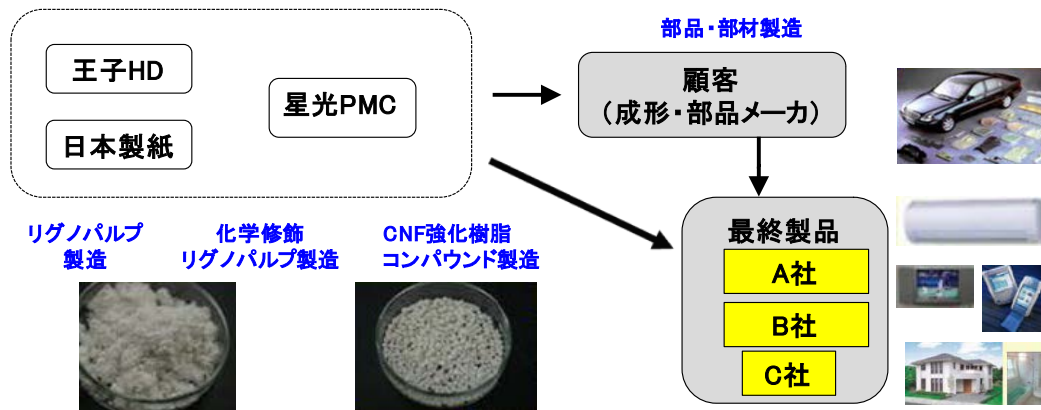 王子HD
日本製紙
星光PMC
部品・部材製造
顧客
（成形・部品メーカ）
リグノパルプ
製造
化学修飾
リグノパルプ製造
CNF強化樹脂
コンパウンド製造
最終製品
A社
B社
C社